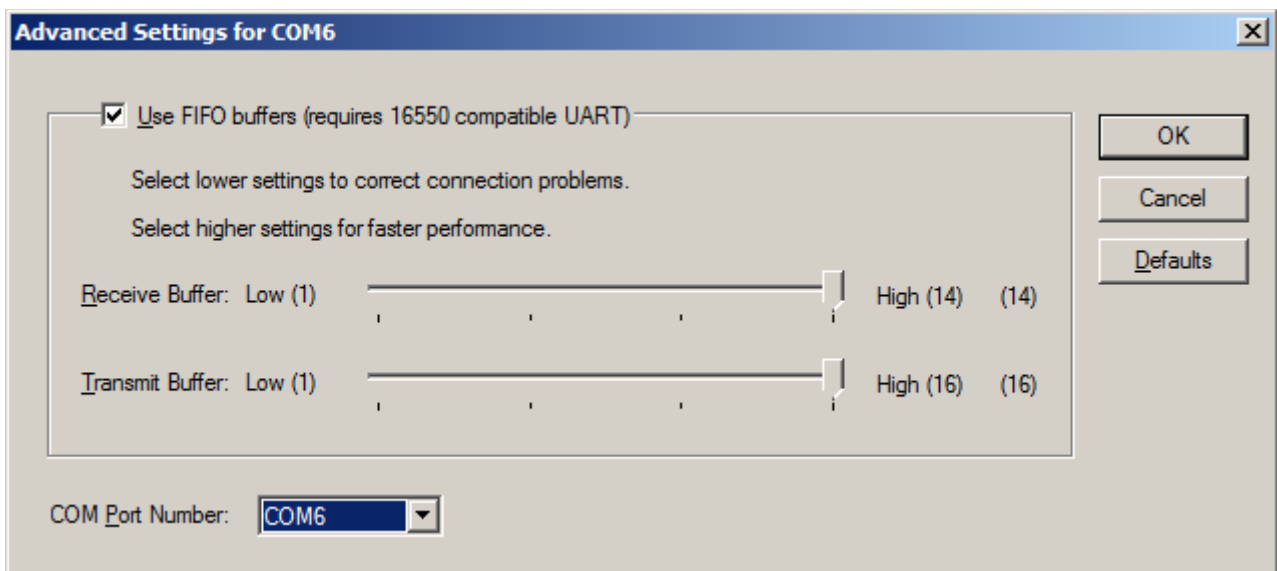 Advanced Settings for COM6
Use FIFO buffers (requires 16550 compatible UART)
OK
Select lower settings to correct connection problems.
Cancel
Select higher settings for faster performance.
Defaults
Receive Buffer: Low (1) High (14) (14)
Transmit Buffer: Low (1) High (16) (16)
COM Port Number: COM6